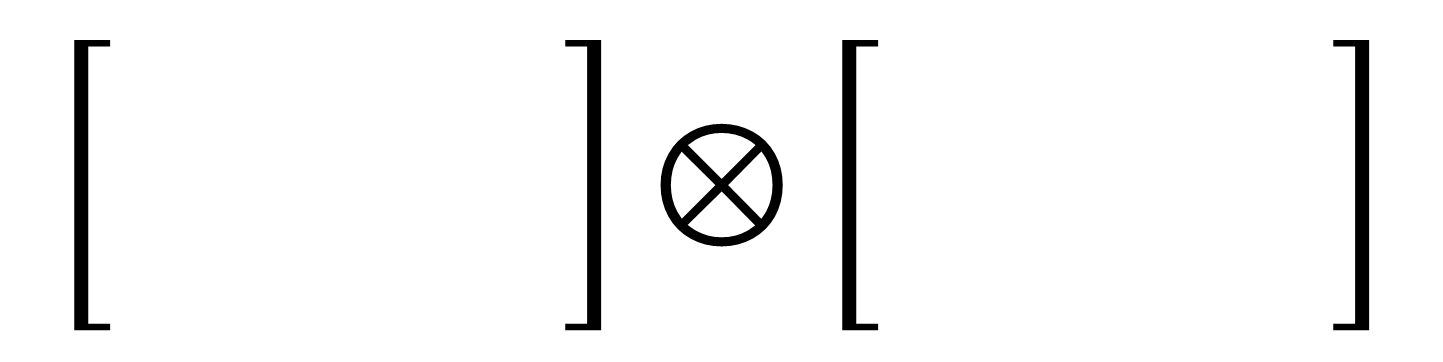 [ ] ⊗ [ ]